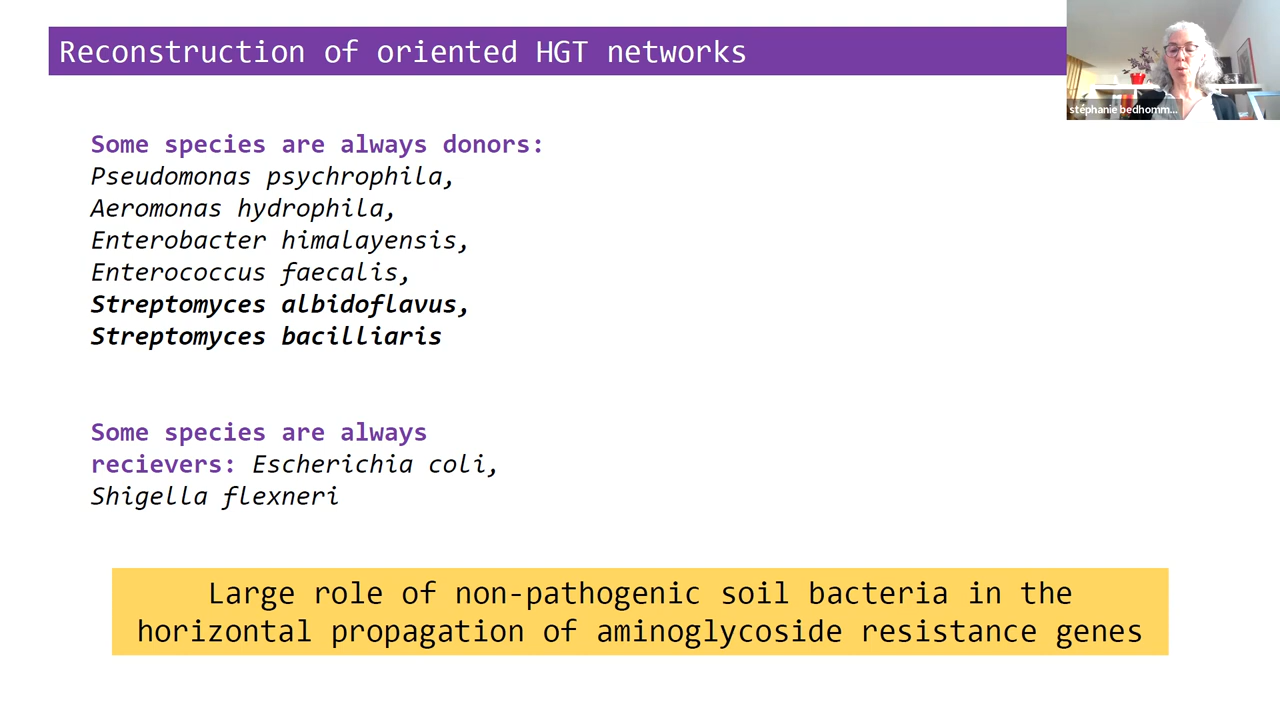 Reconstruction of oriented HGT networks
stéphanie bedhomm...
Some species are always donors:
Pseudomonas psychrophila,
Aeromonas hydrophila,
Enterobacter himalayensis,
Enterococcus faecalis,
Streptomyces albidoflavus,
Streptomyces bacilliaris
Some species are always
recievers: Escherichia coli,
Shigella flexneri
Large role of non-pathogenic soil bacteria in the
horizontal propagation of aminoglycoside resistance genes